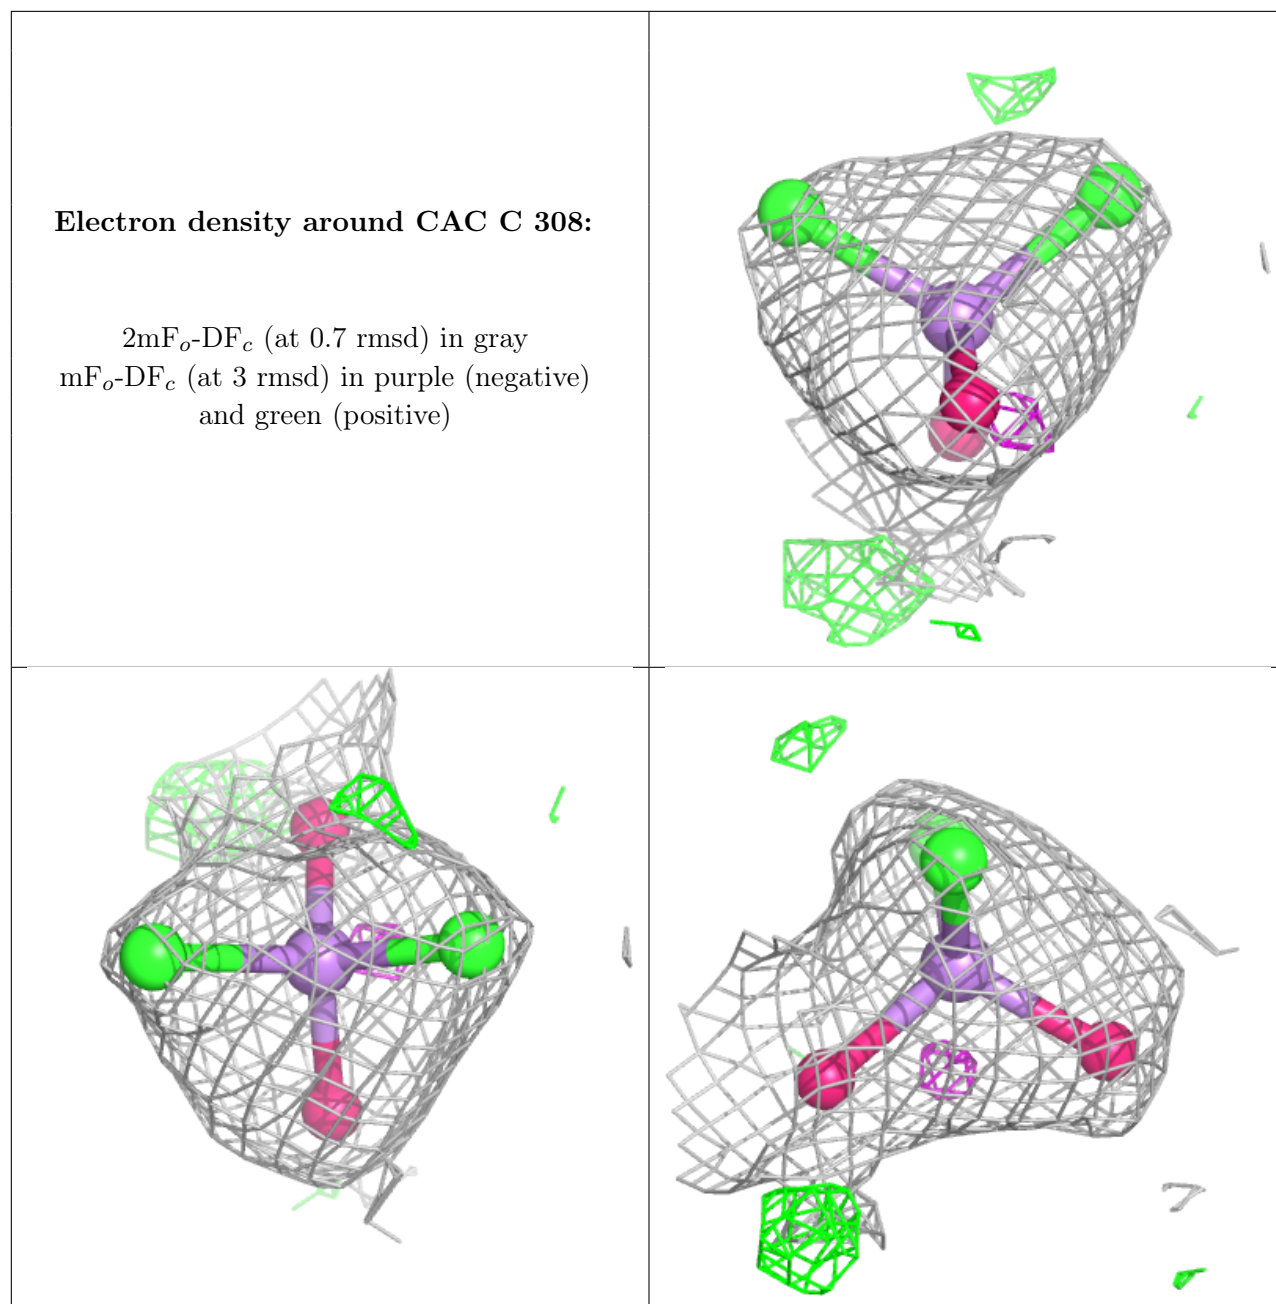 Electron density around CAC C 308:
2mFo-DFc (at 0.7 rmsd) in gray
mFo-DFc (at 3 rmsd) in purple (negative)
and green (positive)